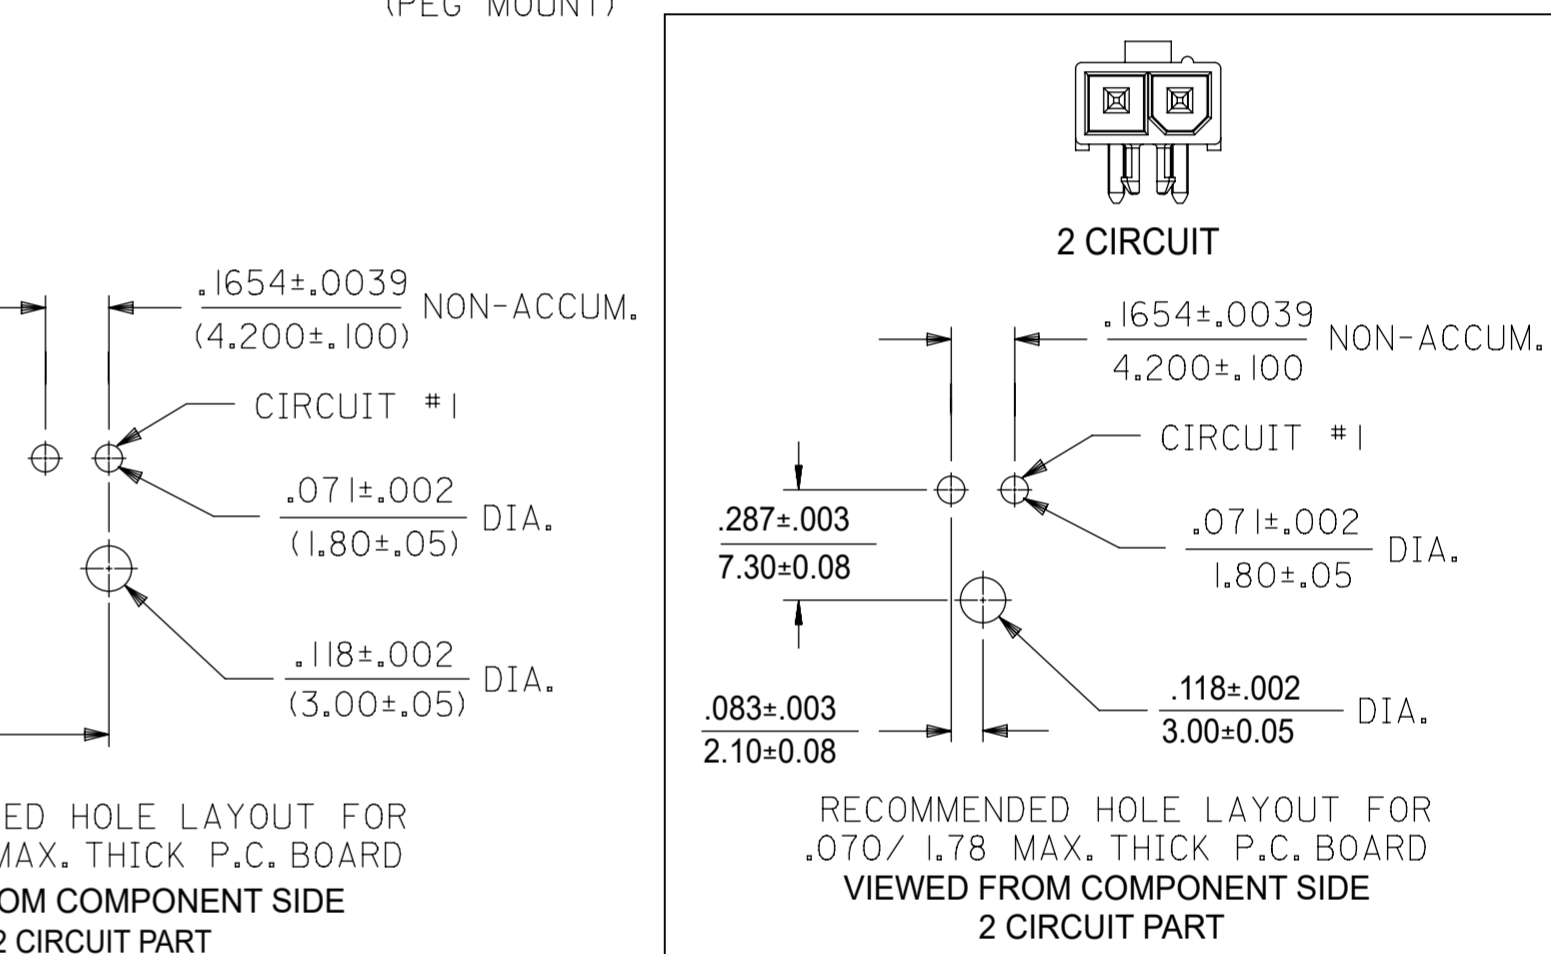 (PEG MOUNT)
.1654±.0039
(4.200±.100)
NON-ACCUM.
CIRCUIT #1
.071±.002
(1.80±.05)
DIA.
.118±.002
(3.00±.05)
DIA.
ED HOLE LAYOUT FOR
MAX. THICK P.C. BOARD
OM COMPONENT SIDE
2 CIRCUIT PART
2 CIRCUIT
.1654±.0039
4.200±.100
NON-ACCUM.
CIRCUIT #1
.287±.003
7.30±0.08
.071±.002
1.80±.05
DIA.
.083±.003
2.10±0.08
.118±.002
3.00±0.05
DIA.
RECOMMENDED HOLE LAYOUT FOR
.070/ 1.78 MAX. THICK P.C. BOARD
VIEWED FROM COMPONENT SIDE
2 CIRCUIT PART